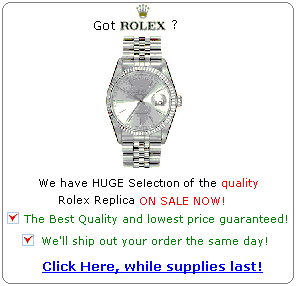 Got ROLEX ?
We have HUGE Selection of the quality
Rolex Replica ON SALE NOW!
The Best Quality and lowest price guaranteed!
We'll ship out your order the same day!
Click Here, while supplies last!